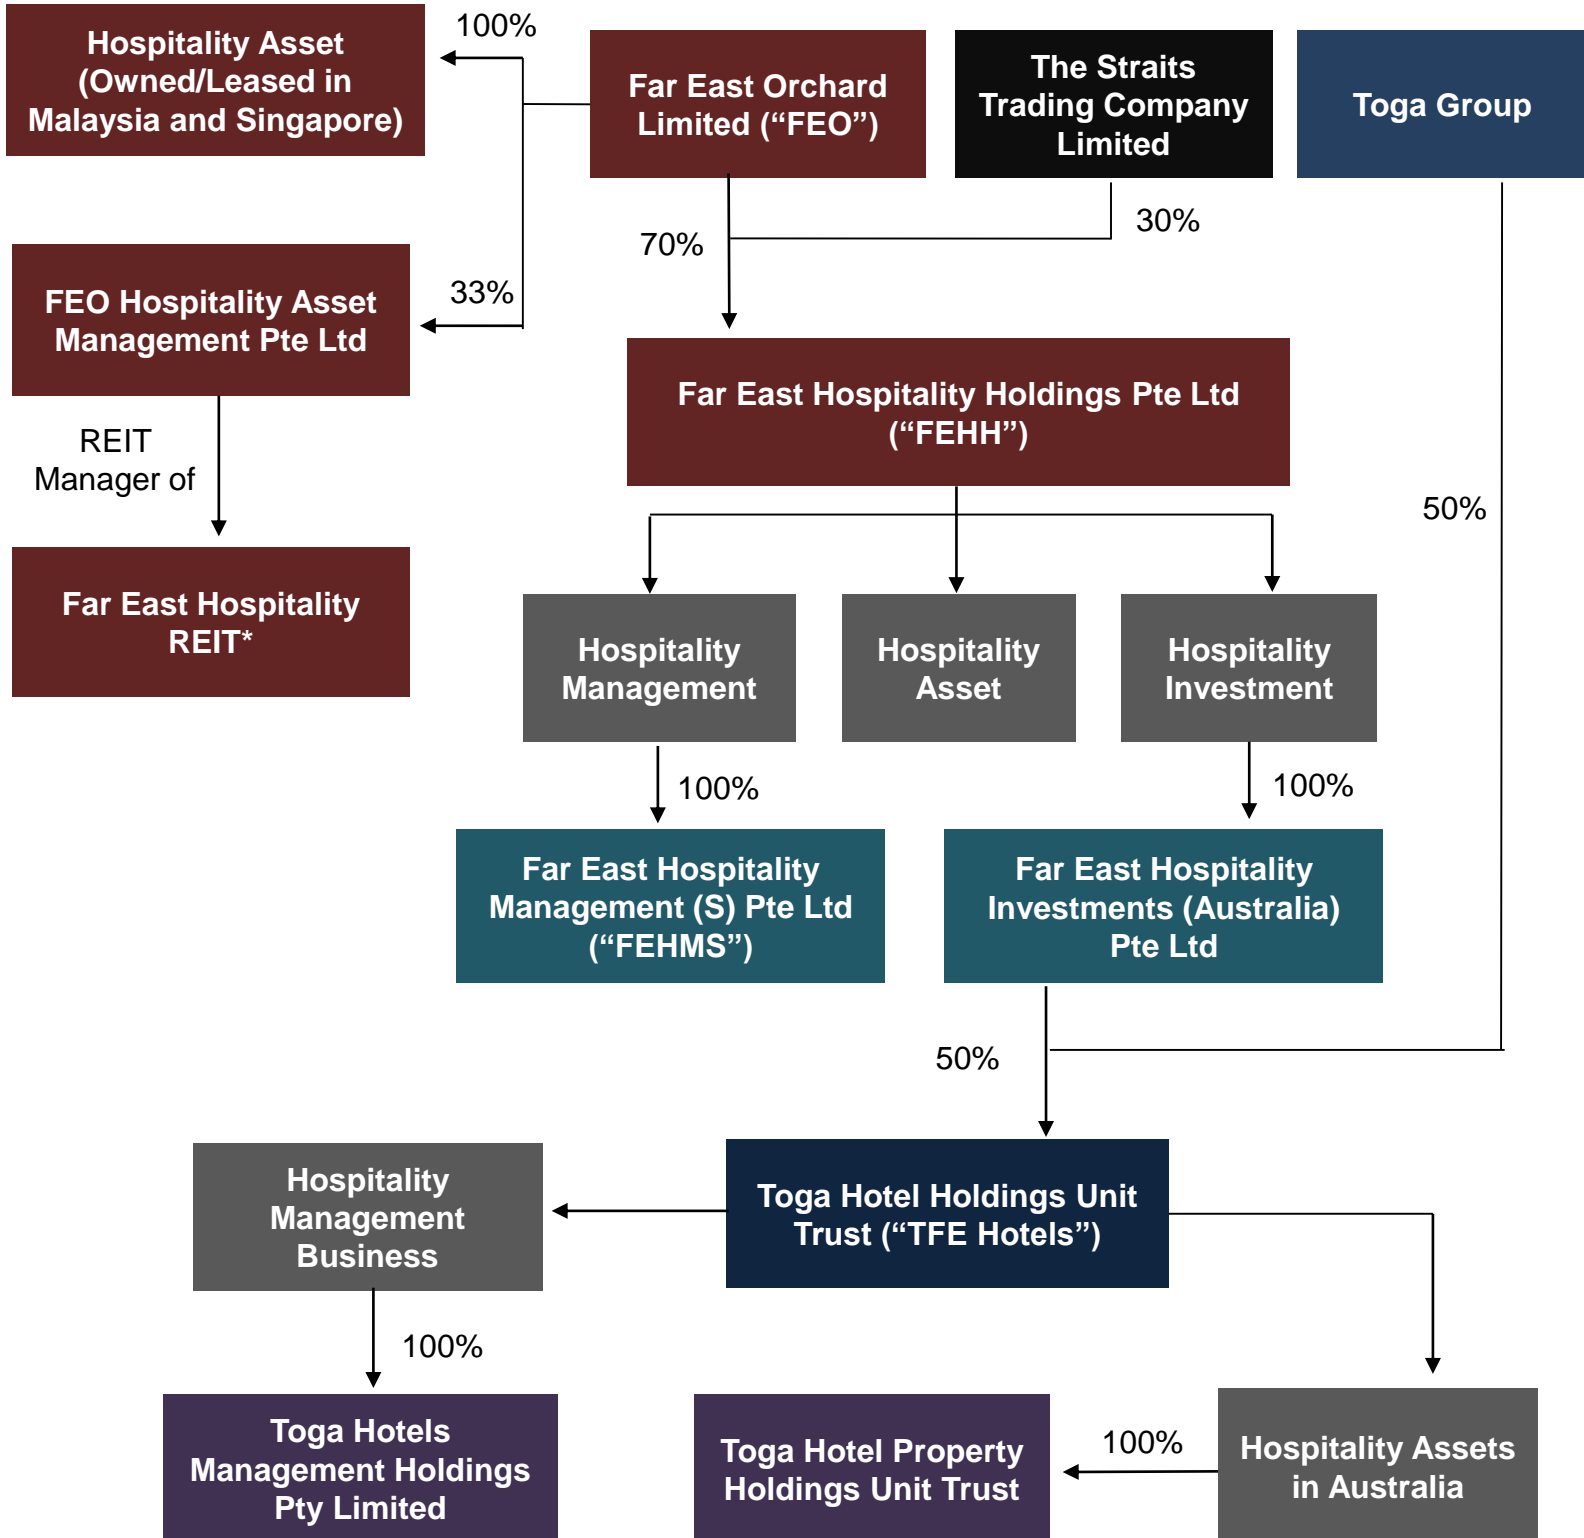 Hospitality Asset
(Owned/Leased in
Malaysia and Singapore)
100%
Far East Orchard
Limited (“FEO”)
The Straits
Trading Company
Limited
Toga Group
70%
30%
33%
FEO Hospitality Asset
Management Pte Ltd
Far East Hospitality Holdings Pte Ltd
(“FEHH”)
REIT
Manager of
50%
Far East Hospitality
REIT*
Hospitality
Management
Hospitality
Asset
Hospitality
Investment
100%
100%
Far East Hospitality
Management (S) Pte Ltd
(“FEHMS”)
Far East Hospitality
Investments (Australia)
Pte Ltd
50%
Hospitality
Management
Business
Toga Hotel Holdings Unit
Trust (“TFE Hotels”)
100%
Toga Hotels
Management Holdings
Pty Limited
Toga Hotel Property
Holdings Unit Trust
100%
Hospitality Assets
in Australia